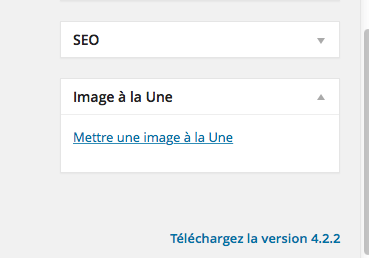 SEO
Image à la Une
Mettre une image à la Une
Téléchargez la version 4.2.2